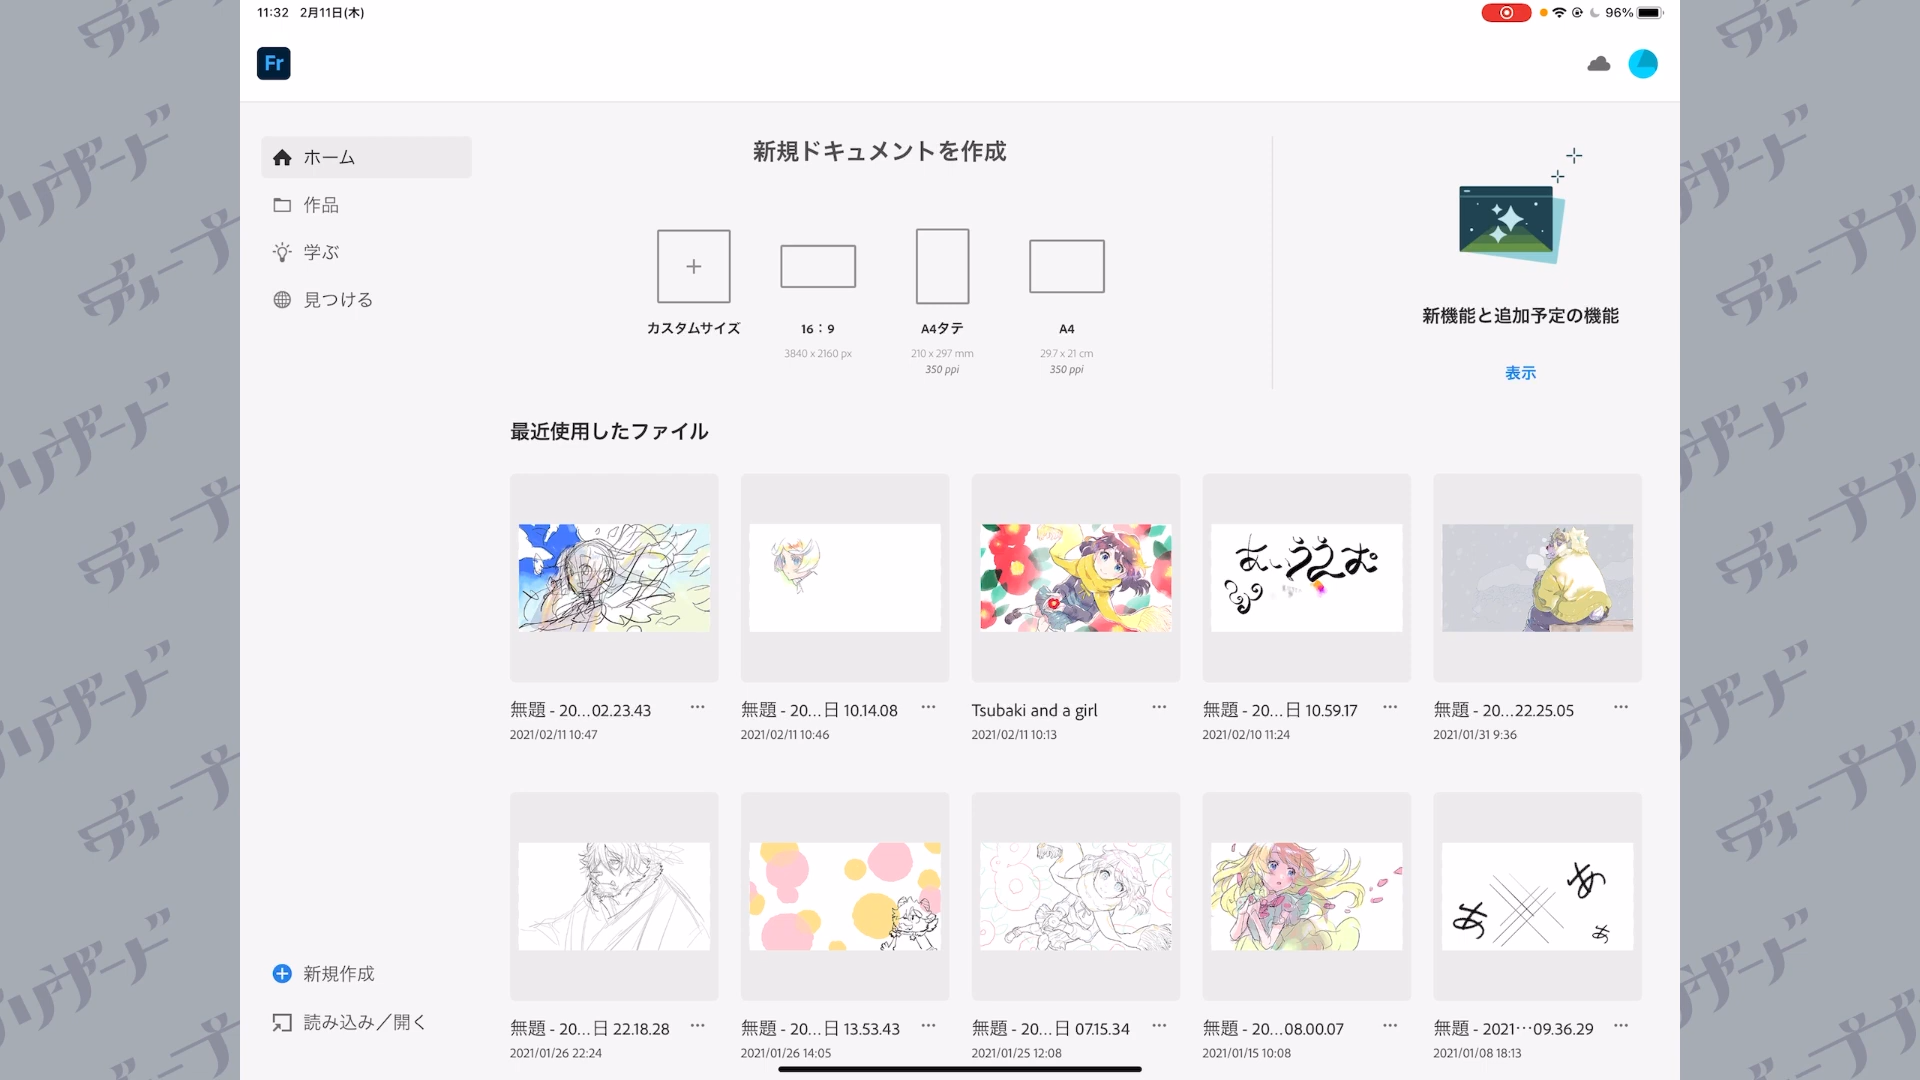 11:32 2月11日(木)
96%
Fr
ホーム
作品
学ぶ
見つける
新規ドキュメントを作成
カスタムサイズ
16：9
3840 x 2160 px
A4タテ
210 x 297 mm
350 ppi
A4
29.7 x 21 cm
350 ppi
新機能と追加予定の機能
表示
最近使用したファイル
無題 - 20...02.23.43
2021/02/11 10:47
無題 - 20...日 10.14.08
2021/02/11 10:46
Tsubaki and a girl
2021/02/11 10:13
無題 - 20...日 10.59.17
2021/02/10 11:24
無題 - 20...22.25.05
2021/01/31 9:36
あ
あ
あ
無題 - 20...日 22.18.28
2021/01/26 22:24
無題 - 20...日 13.53.43
2021/01/26 14:05
無題 - 20...日 07.15.34
2021/01/25 12:08
無題 - 20...08.00.07
2021/01/15 10:08
無題 - 2021…09.36.29
2021/01/08 18:13
新規作成
読み込み／開く